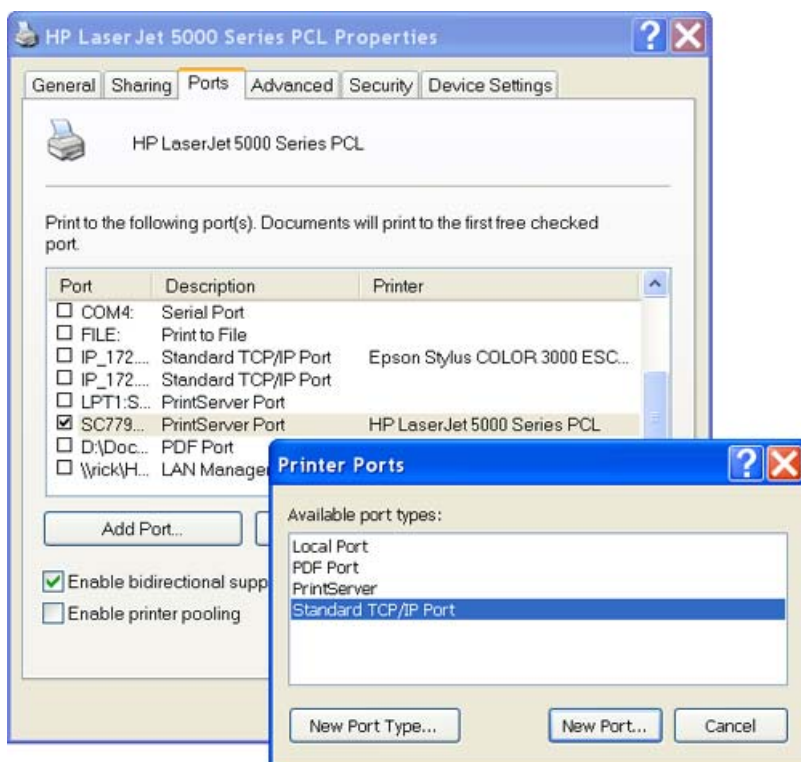 HP LaserJet 5000 Series PCL Properties
General Sharing Ports Advanced Security Device Settings
HP LaserJet 5000 Series PCL
Print to the following port(s). Documents will print to the first free checked
port.
Port Description Printer
COM4: Serial Port
FILE: Print to File
IP_172.... Standard TCP/IP Port Epson Stylus COLOR 3000 ESC...
IP_172.... Standard TCP/IP Port
LPT1:S... PrintServer Port
SC779... PrintServer Port HP LaserJet 5000 Series PCL
D:\Doc... PDF Port
\\rick\H... LAN Manage
Add Port...
Enable bidirectional supp
Enable printer pooling
Printer Ports
Available port types:
Local Port
PDF Port
PrintServer
Standard TCP/IP Port
New Port Type... New Port... Cancel